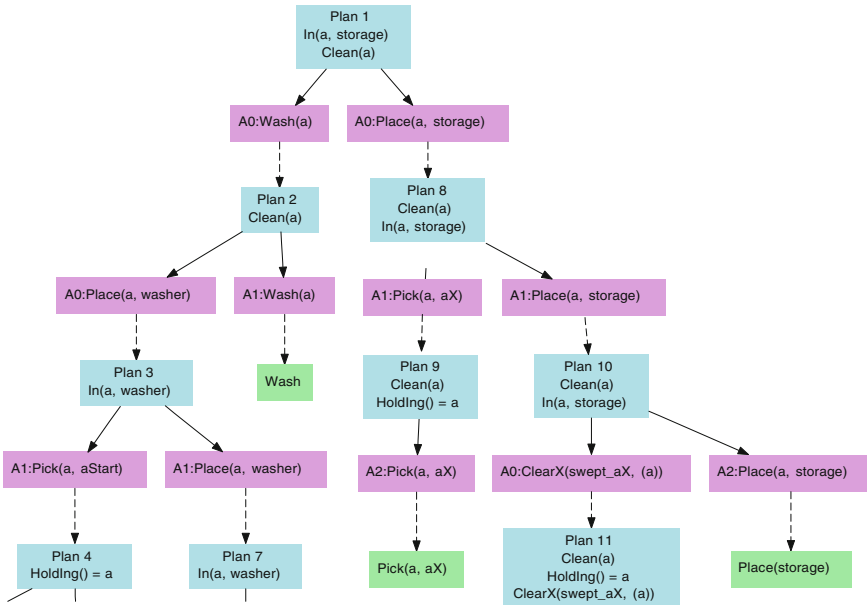 Plan 1
In(a, storage)
Clean(a)
A0:Wash(a)
A0:Place(a, storage)
Plan 2
Clean(a)
Plan 8
Clean(a)
In(a, storage)
A0:Place(a, washer)
A1:Wash(a)
A1:Pick(a, aX)
A1:Place(a, storage)
Plan 3
In(a, washer)
Wash
Plan 9
Clean(a)
HoldIng() = a
Plan 10
Clean(a)
In(a, storage)
A1:Pick(a, aStart)
A1:Place(a, washer)
A2:Pick(a, aX)
A0:ClearX(swept_aX, (a))
A2:Place(a, storage)
Plan 4
HoldIng() = a
Plan 7
In(a, washer)
Pick(a, aX)
Plan 11
Clean(a)
HoldIng() = a
ClearX(swept_aX, (a))
Place(storage)